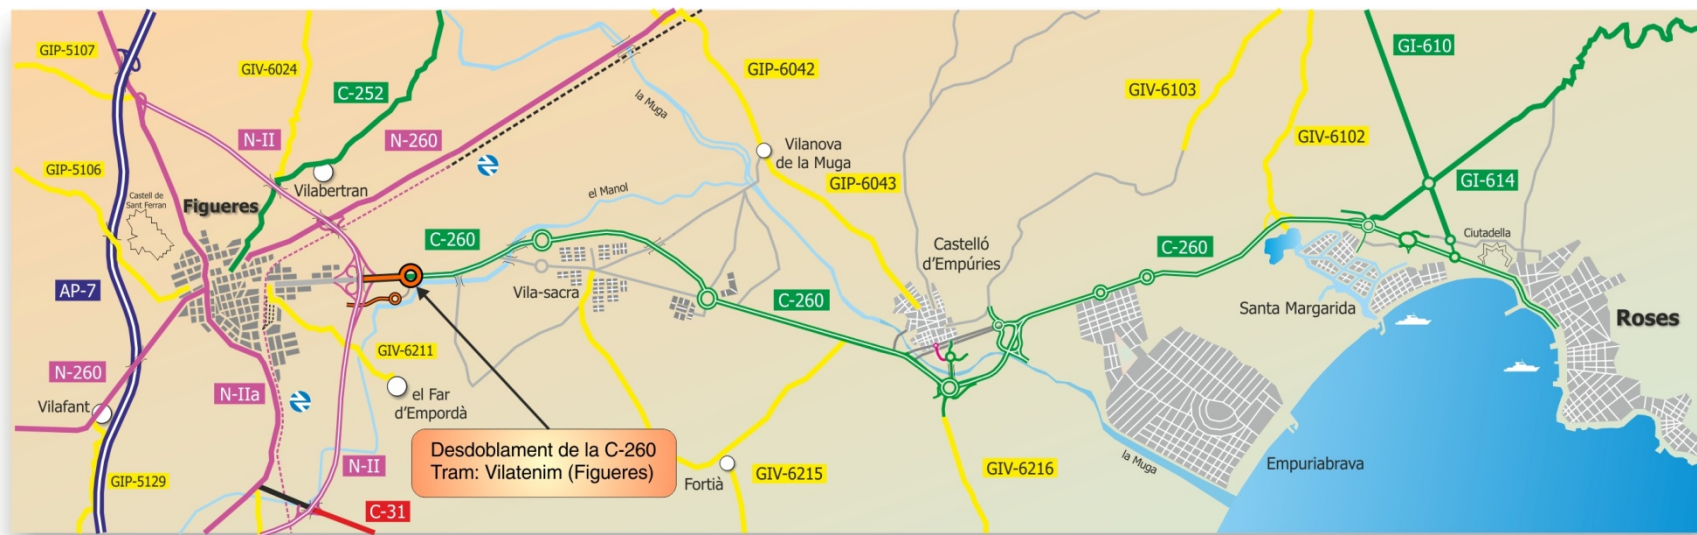 GIP-5107
GIV-6024
C-252
N-II
N-260
la Muga
GIP-6042
GIV-6103
GI-610
GIV-6102
GIP-5106
Castell de
Sant Ferran
Figueres
Vilabertran
Vilanova
de la Muga
GIP-6043
GI-614
el Manol
C-260
Castelló
d'Empúries
C-260
Ciutadella
AP-7
Vila-sacra
C-260
Santa Margarida
Roses
GIV-6211
N-260
N-IIa
Vilafant
el Far
d'Empordà
Desdoblament de la C-260
Tram: Vilatenim (Figueres)
N-II
GIP-5129
C-31
Fortià
GIV-6215
GIV-6216
la Muga
Empuriabrava